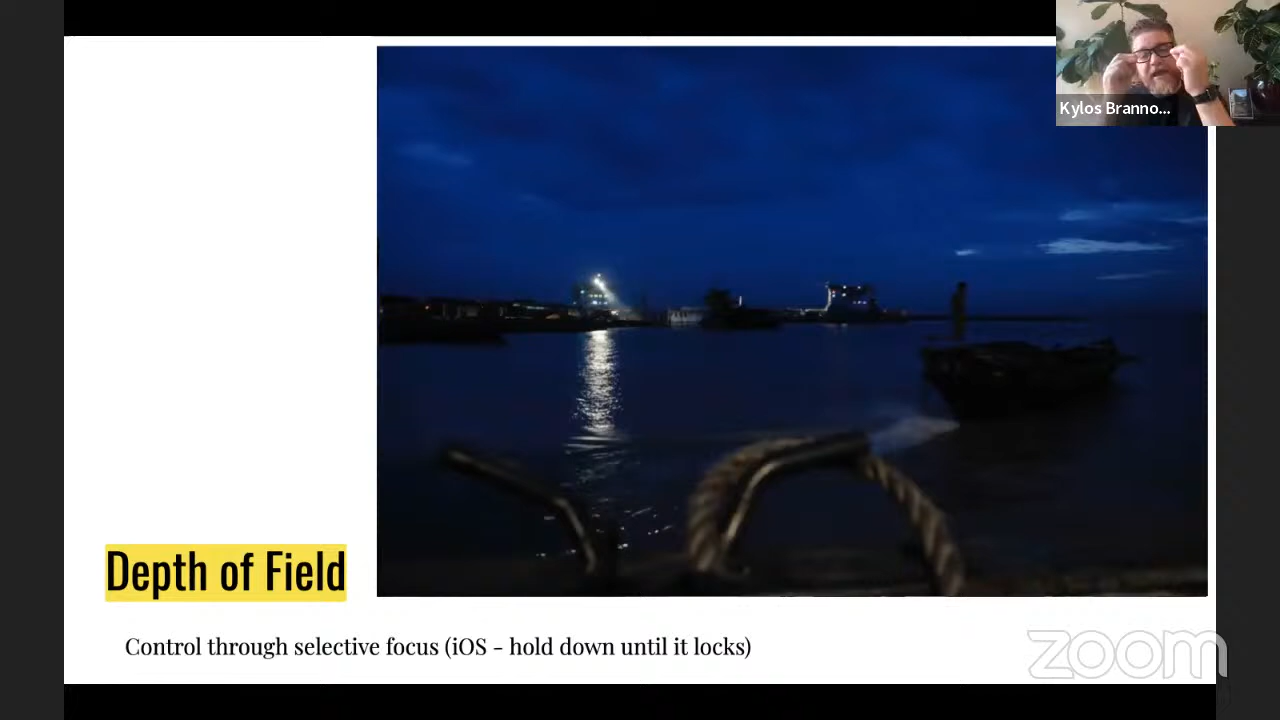 Kylos Branno...
Depth of Field
Control through selective focus (iOS - hold down until it locks)
zoom